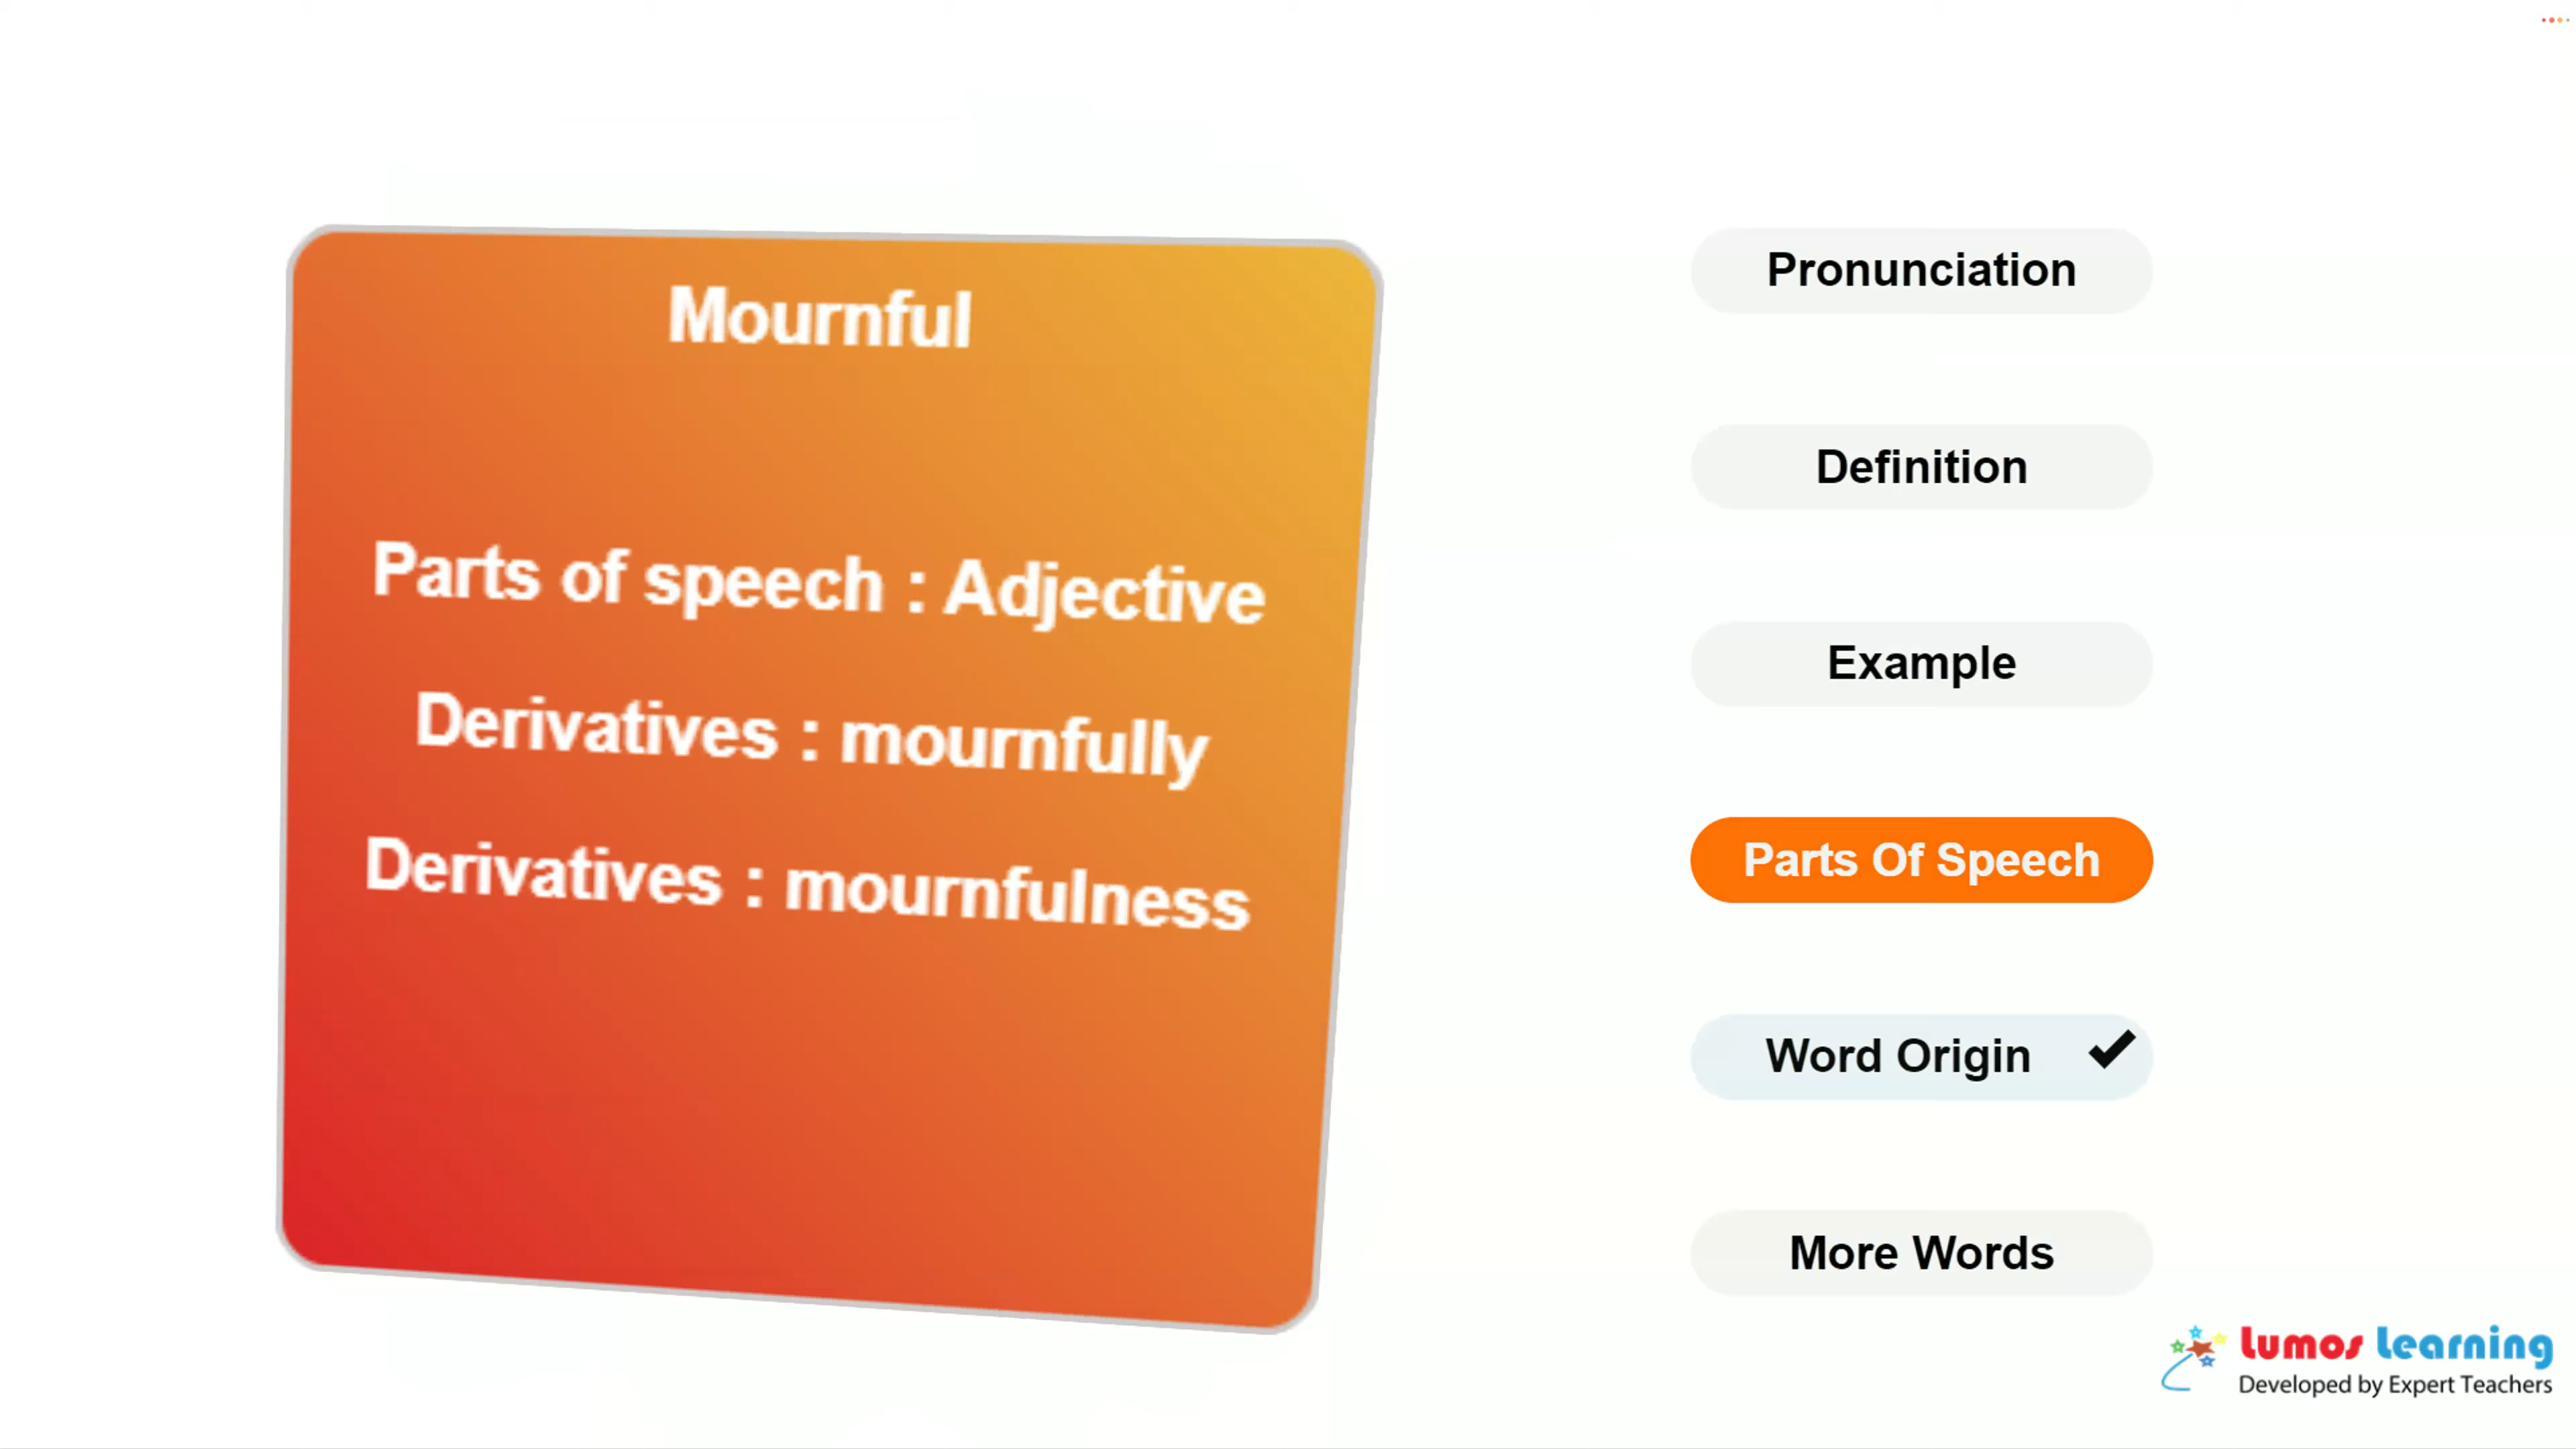 Mournful
Parts of speech : Adjective
Derivatives : mournfully
Derivatives : mournfulness
Pronunciation
Definition
Example
Parts Of Speech
Word Origin
More Words
Lumos Learning
Developed by Expert Teachers